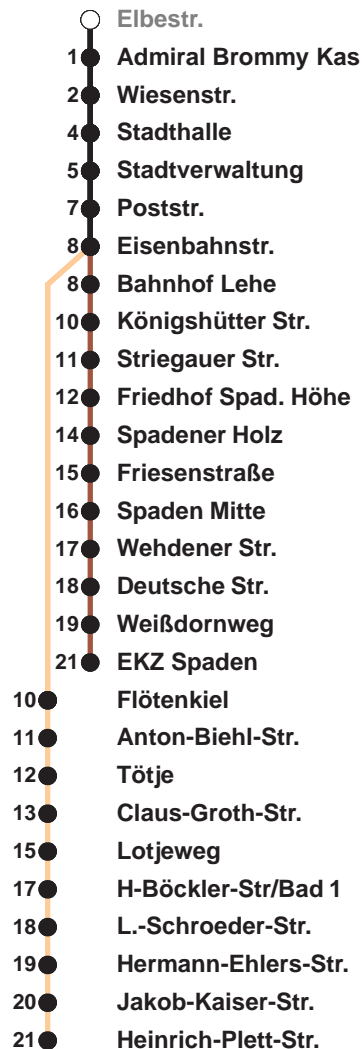 Elbestr.
1 Admiral Brommy Kas
2 Wiesenstr.
4 Stadthalle
5 Stadtverwaltung
7 Poststr.
8 Eisenbahnstr.
8 Bahnhof Lehe
10 Königshütter Str.
11 Striegauer Str.
12 Friedhof Spad. Höhe
14 Spadener Holz
15 Friesenstraße
16 Spaden Mitte
17 Wehdener Str.
18 Deutsche Str.
19 Weißdornweg
21 EKZ Spaden
10 Flötenkiel
11 Anton-Biehl-Str.
12 Tötje
13 Claus-Groth-Str.
15 Lotjeweg
17 H-Böckler-Str/Bad 1
18 L.-Schroeder-Str.
19 Hermann-Ehlers-Str.
20 Jakob-Kaiser-Str.
21 Heinrich-Plett-Str.